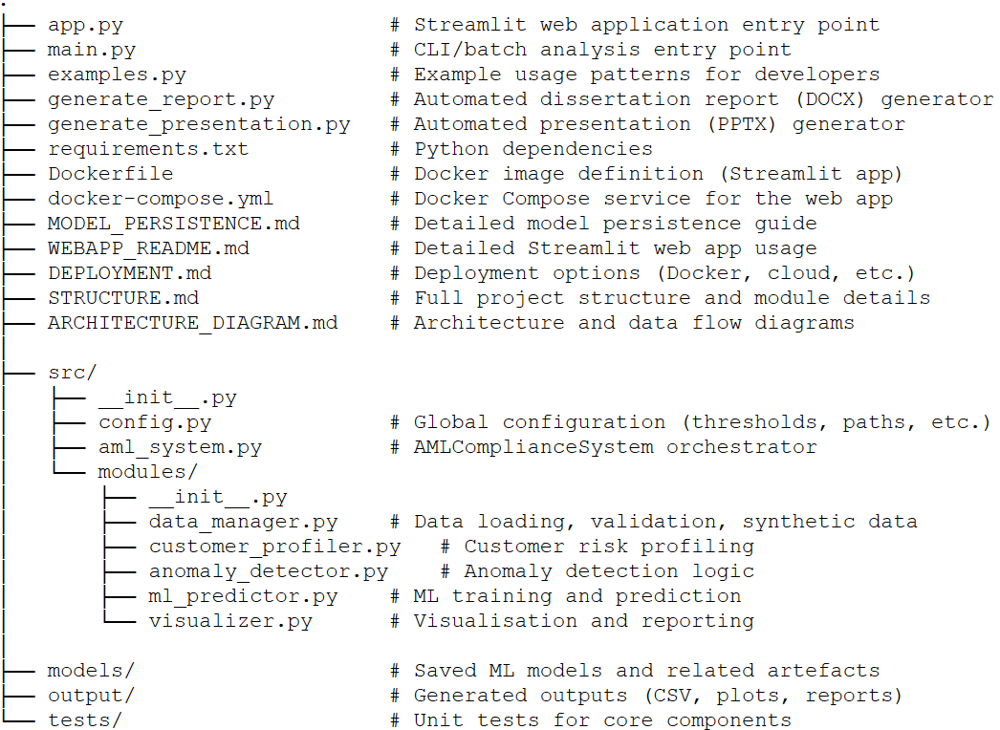 .
├── app.py                     # Streamlit web application entry point
├── main.py                    # CLI/batch analysis entry point
├── examples.py                # Example usage patterns for developers
├── generate_report.py         # Automated dissertation report (DOCX) generator
├── generate_presentation.py   # Automated presentation (PPTX) generator
├── requirements.txt           # Python dependencies
├── Dockerfile                 # Docker image definition (Streamlit app)
├── docker-compose.yml         # Docker Compose service for the web app
├── MODEL_PERSISTENCE.md       # Detailed model persistence guide
├── WEBAPP_README.md           # Detailed Streamlit web app usage
├── DEPLOYMENT.md              # Deployment options (Docker, cloud, etc.)
├── STRUCTURE.md               # Full project structure and module details
├── ARCHITECTURE_DIAGRAM.md    # Architecture and data flow diagrams
│
├── src/
│   ├── __init__.py
│   ├── config.py              # Global configuration (thresholds, paths, etc.)
│   ├── aml_system.py          # AMLComplianceSystem orchestrator
│   └── modules/
│       ├── __init__.py
│       ├── data_manager.py    # Data loading, validation, synthetic data
│       ├── customer_profiler.py   # Customer risk profiling
│       ├── anomaly_detector.py    # Anomaly detection logic
│       ├── ml_predictor.py    # ML training and prediction
│       └── visualizer.py      # Visualisation and reporting
│
├── models/                    # Saved ML models and related artefacts
├── output/                    # Generated outputs (CSV, plots, reports)
└── tests/                     # Unit tests for core components